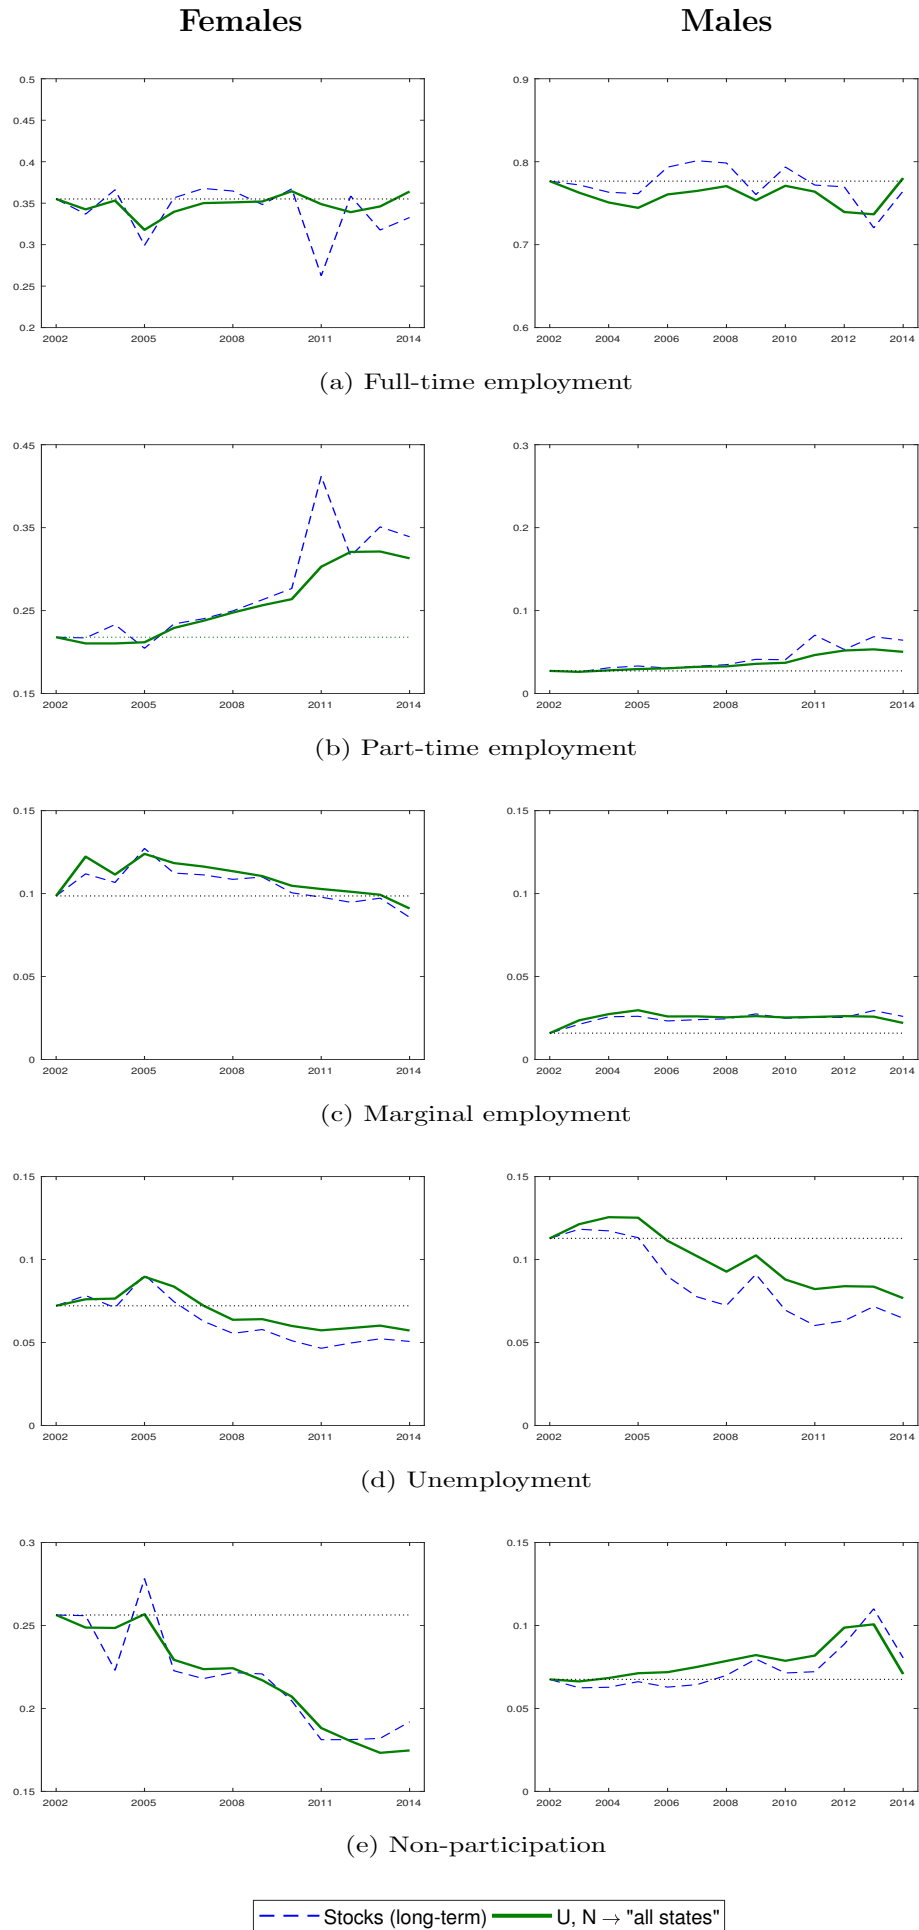 Females Males
0.5
0.45
0.4
0.35
0.3
0.25
0.2
2002 2005 2008 2011 2014
0.9
0.8
0.7
0.6
2002 2004 2006 2008 2010 2012 2014
(a) Full-time employment
0.45
0.35
0.25
0.15
2002 2005 2008 2011 2014
0.3
0.2
0.1
0
2002 2005 2008 2011 2014
(b) Part-time employment
0.15
0.1
0.05
0
2002 2005 2008 2011 2014
0.15
0.1
0.05
0
2002 2004 2006 2008 2010 2012 2014
(c) Marginal employment
0.15
0.1
0.05
0
2002 2005 2008 2011 2014
0.15
0.1
0.05
0
2002 2005 2008 2011 2014
(d) Unemployment
0.3
0.25
0.2
0.15
2002 2005 2008 2011 2014
0.15
0.1
0.05
0
2002 2004 2006 2008 2010 2012 2014
(e) Non-participation
Stocks (long-term) U, N → "all states"